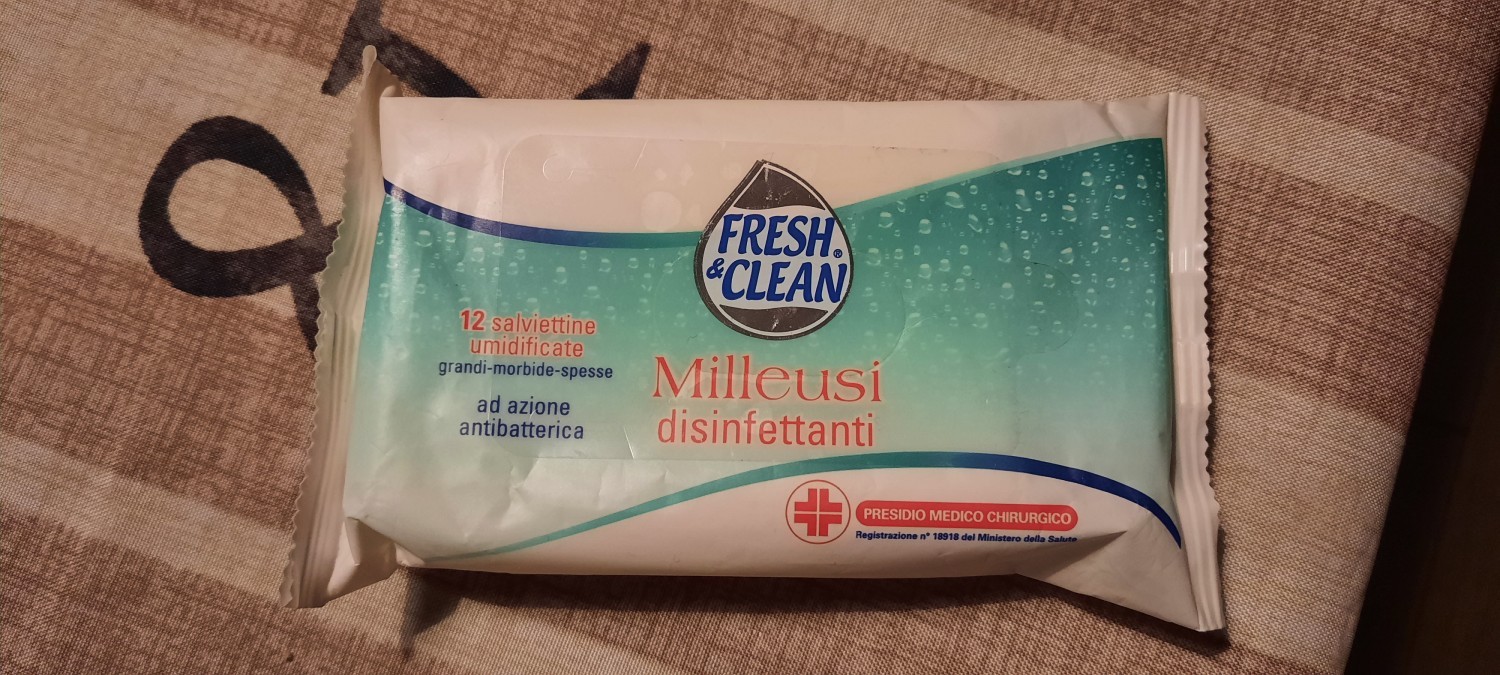 FRESH®
& CLEAN
12 salviettine
umidificate
grandi-morbide-spesse
ad azione
antibatterica
Milleusi
disinfettanti
PRESIDIO MEDICO CHIRURGICO
Registrazione n° 18918 del Ministero della Salute